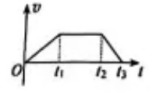 v
O t₁ t₂ t₃ t